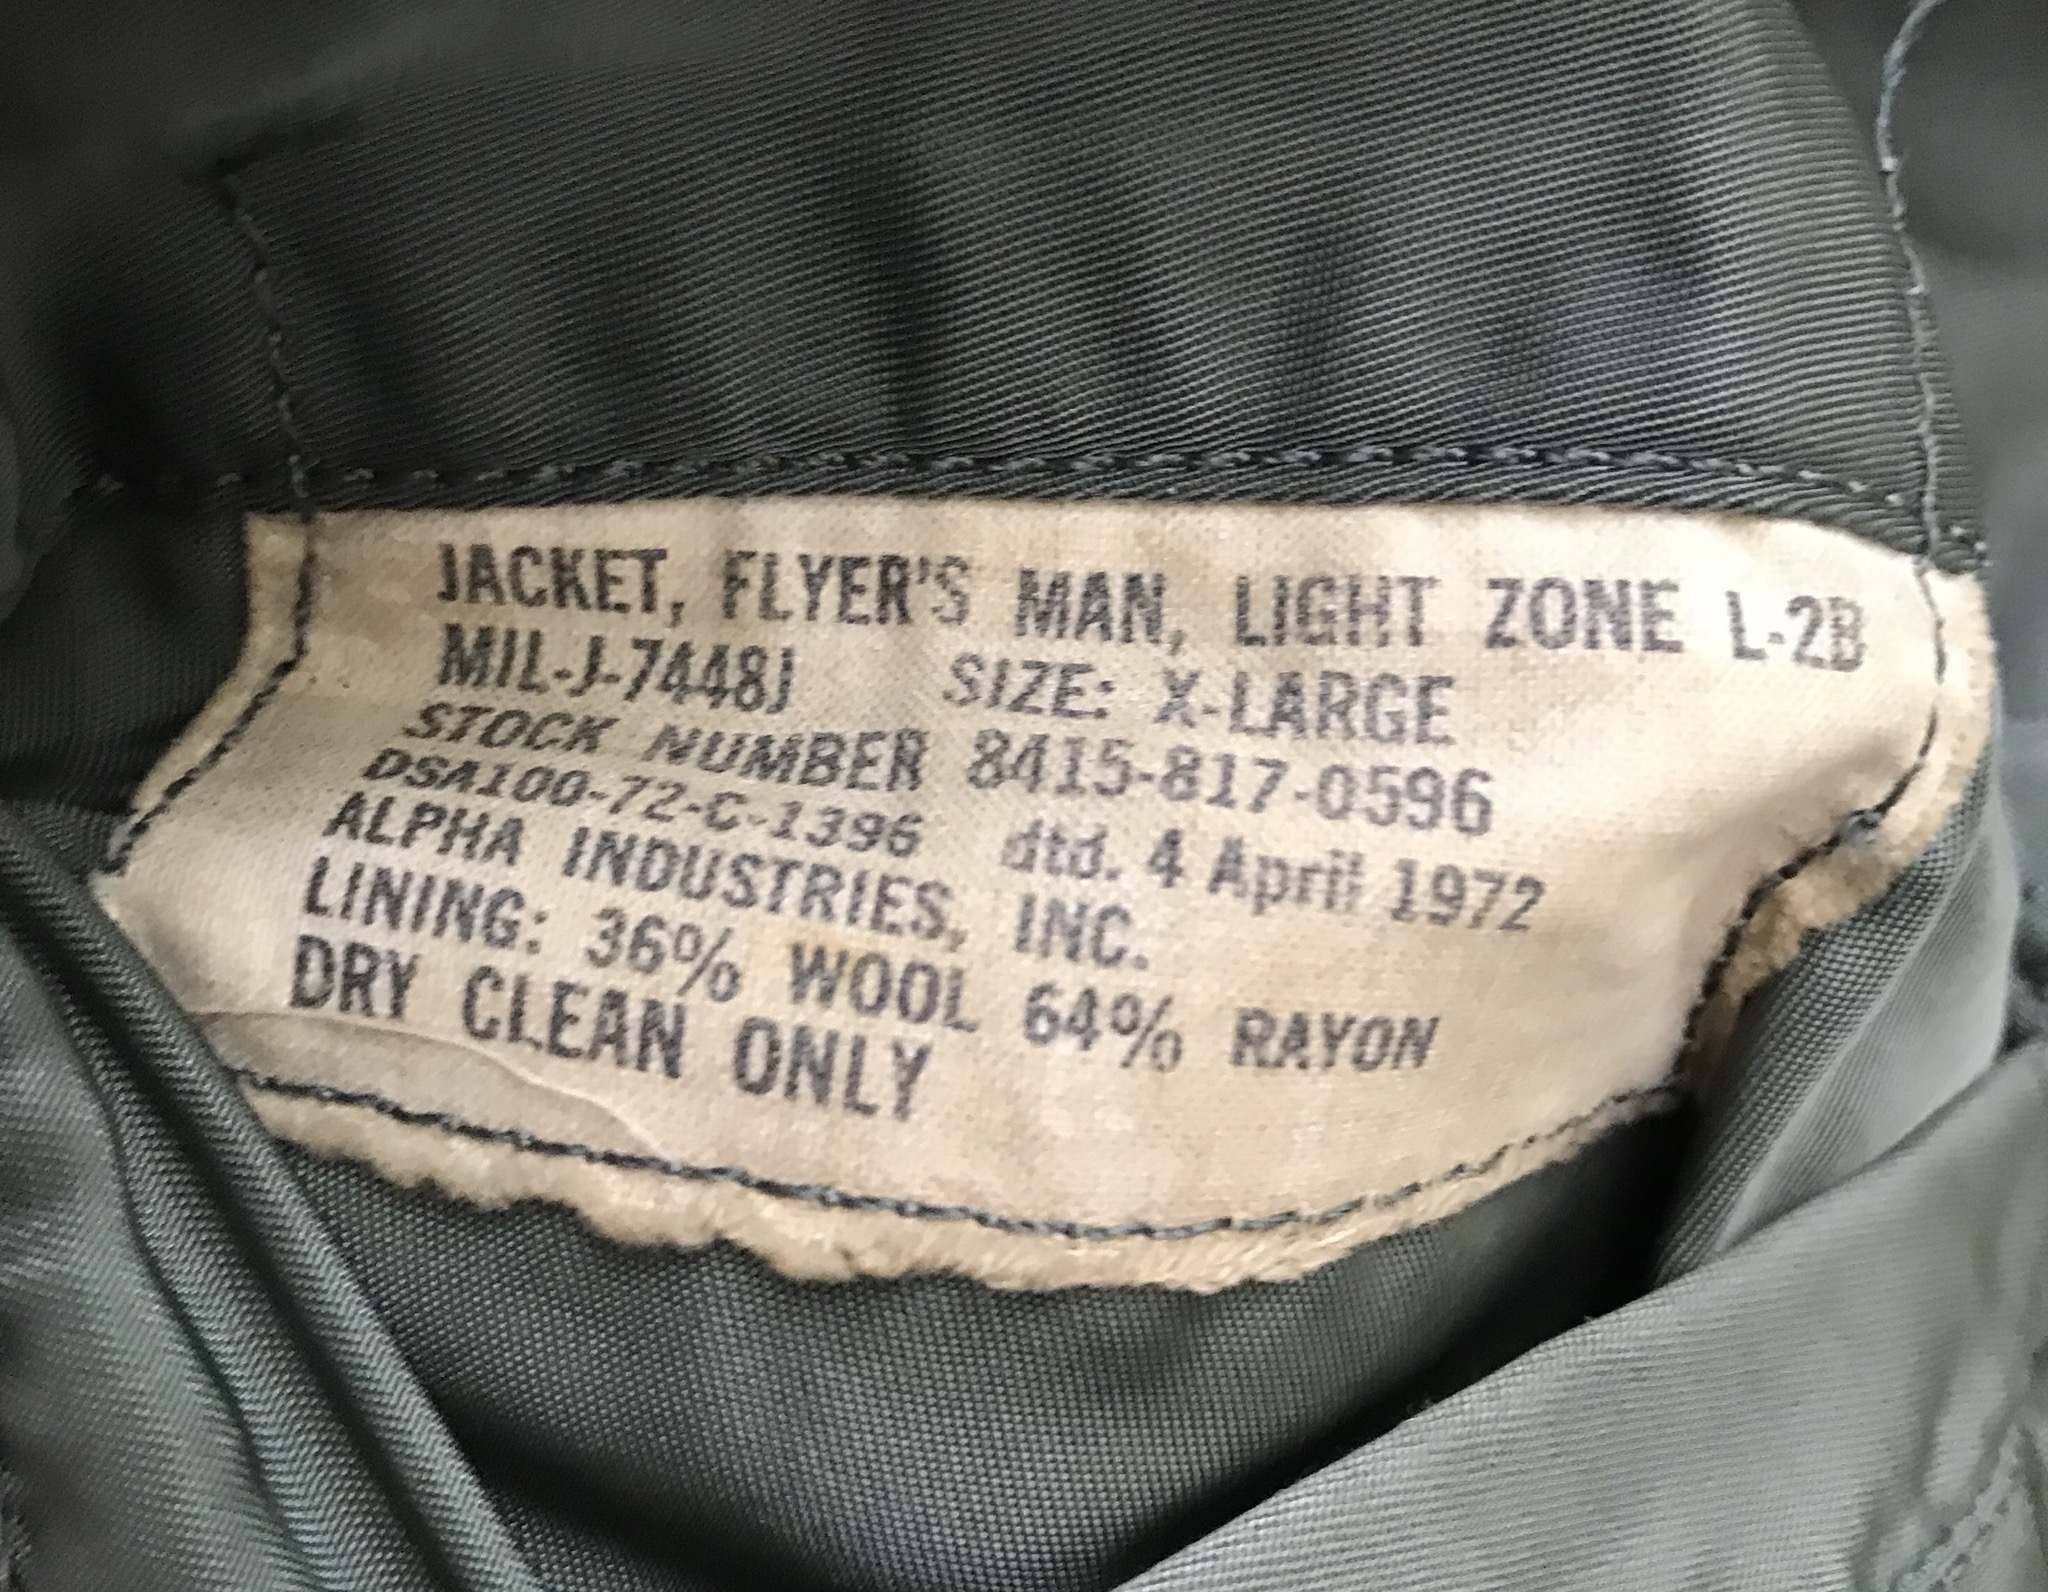 JACKET, FLYER'S MAN, LIGHT ZONE L-2B
MIL-J-7448J SIZE: X-LARGE
STOCK NUMBER 8415-817-0596
DSA100-72-C-1396 dtd. 4 April 1972
ALPHA INDUSTRIES, INC.
LINING: 36% WOOL 64% RAYON
DRY CLEAN ONLY